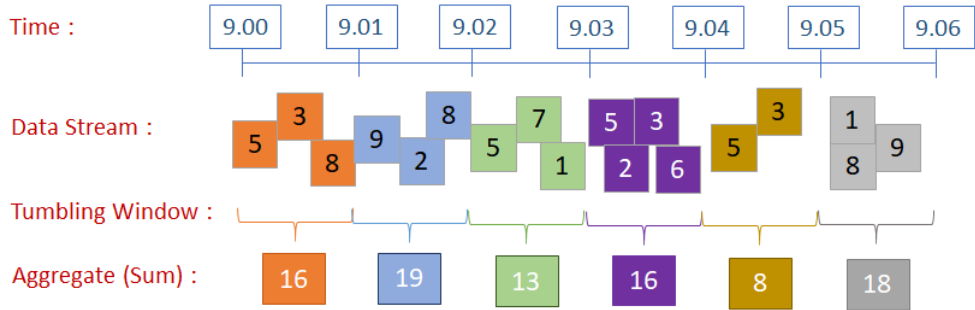 Time : 9.00 9.01 9.02 9.03 9.04 9.05 9.06
Data Stream : 5 3 8 9 2 8 5 7 1 5 2 3 6 5 3 1 8 9
Tumbling Window :
Aggregate (Sum) : 16 19 13 16 8 18